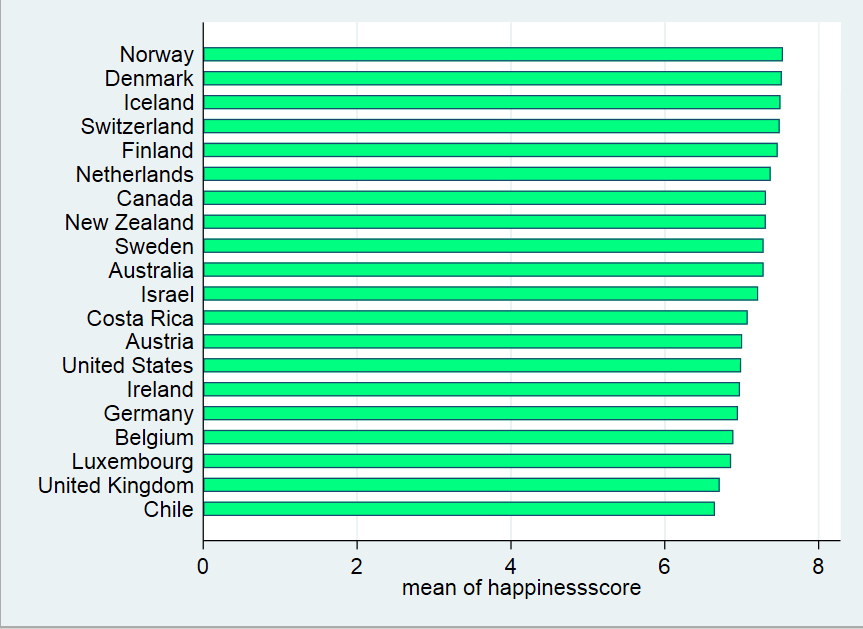 Norway
Denmark
Iceland
Switzerland
Finland
Netherlands
Canada
New Zealand
Sweden
Australia
Israel
Costa Rica
Austria
United States
Ireland
Germany
Belgium
Luxembourg
United Kingdom
Chile
0 2 4 6 8
mean of happinessscore